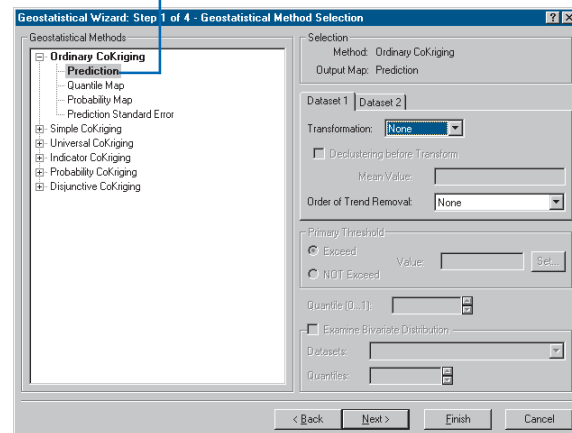 Geostatistical Wizard: Step 1 of 4 - Geostatistical Method Selection
Geostatistical Methods
Ordinary CoKriging
Prediction
Quantile Map
Probability Map
Prediction Standard Error
Simple CoKriging
Universal CoKriging
Indicator CoKriging
Probability CoKriging
Disjunctive CoKriging
Selection
Method: Ordinary CoKriging
Output Map: Prediction
Dataset 1 Dataset 2
Transformation: None
Declustering before Transform
Mean Value:
Order of Trend Removal: None
Primary Threshold
Exceed
NOT Exceed
Value:
Set...
Quantile (0...1):
Examine Bivariate Distribution
Datasets:
Quantiles:
< Back Next > Finish Cancel